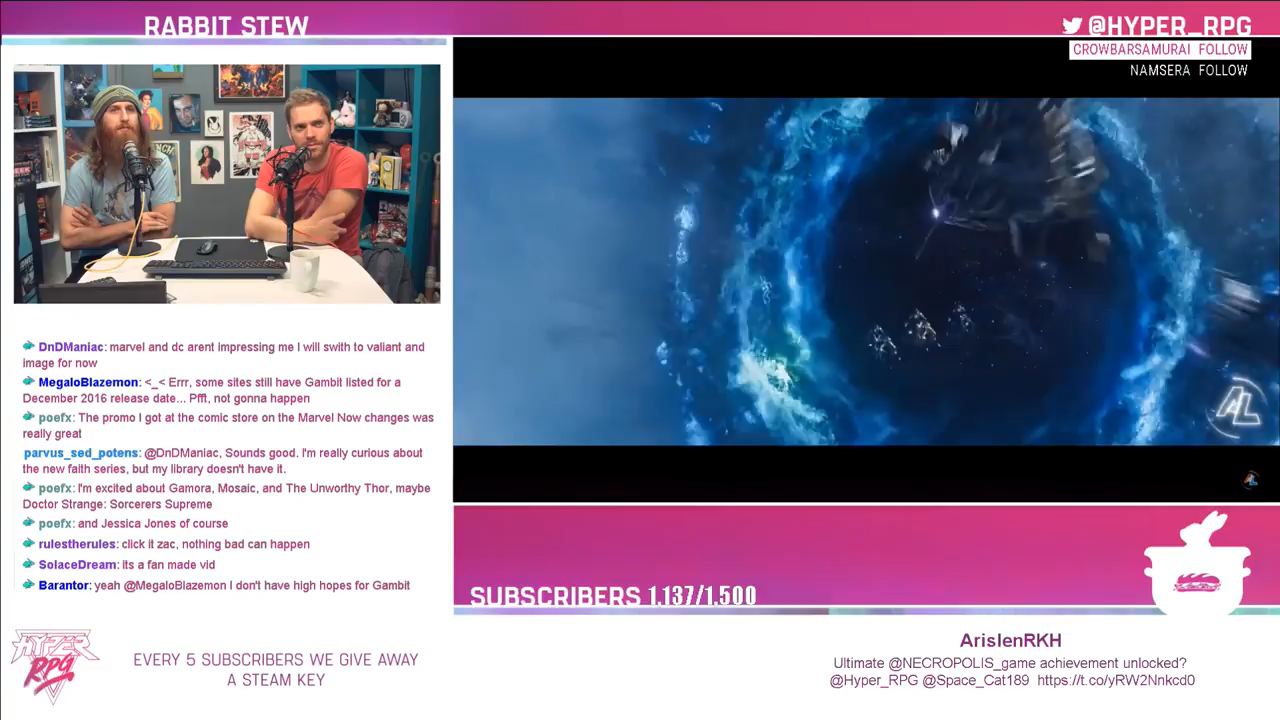 RABBIT STEW
@HYPER_RPG
CROWBARSAMURAI FOLLOW
NAMSERA FOLLOW
DnDManiac: marvel and dc arent impressing me I will swith to valiant and
image for now
MegaloBlazemon: <_< Errr, some sites still have Gambit listed for a
December 2016 release date... Pfft, not gonna happen
poefx: The promo I got at the comic store on the Marvel Now changes was
really great
parvus_sed_potens: @DnDManiac, Sounds good. I'm really curious about
the new faith series, but my library doesn't have it.
poefx: I'm excited about Gamora, Mosaic, and The Unworthy Thor, maybe
Doctor Strange: Sorcerers Supreme
poefx: and Jessica Jones of course
rulestherules: click it zac, nothing bad can happen
SolaceDream: its a fan made vid
Barantor: yeah @MegaloBlazemon I don't have high hopes for Gambit
AL
SUBSCRIBERS 1,137/1,500
HYPER
RPG
EVERY 5 SUBSCRIBERS WE GIVE AWAY
A STEAM KEY
ArislenRKH
Ultimate @NECROPOLIS_game achievement unlocked?
@Hyper_RPG @Space_Cat189 https://t.co/yRW2Nnkcd0